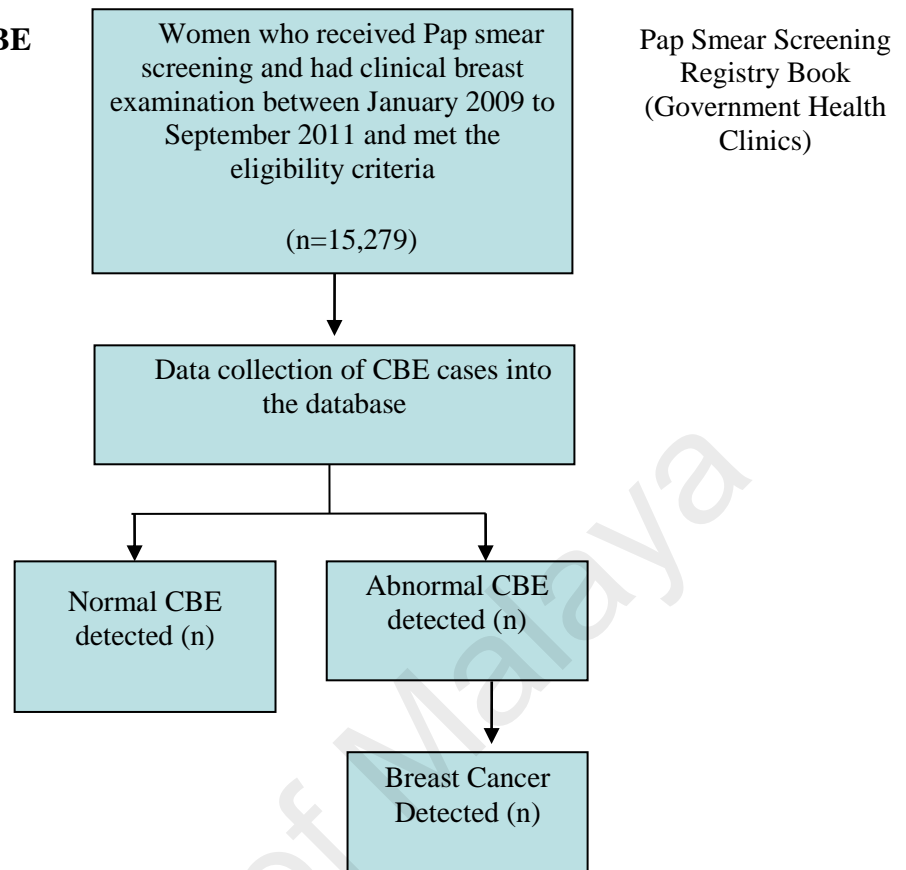 BE
Women who received Pap smear
screening and had clinical breast
examination between January 2009 to
September 2011 and met the
eligibility criteria
(n=15,279)
Pap Smear Screening
Registry Book
(Government Health
Clinics)
Data collection of CBE cases into
the database
Normal CBE
detected (n)
Abnormal CBE
detected (n)
Breast Cancer
Detected (n)
of Malaya